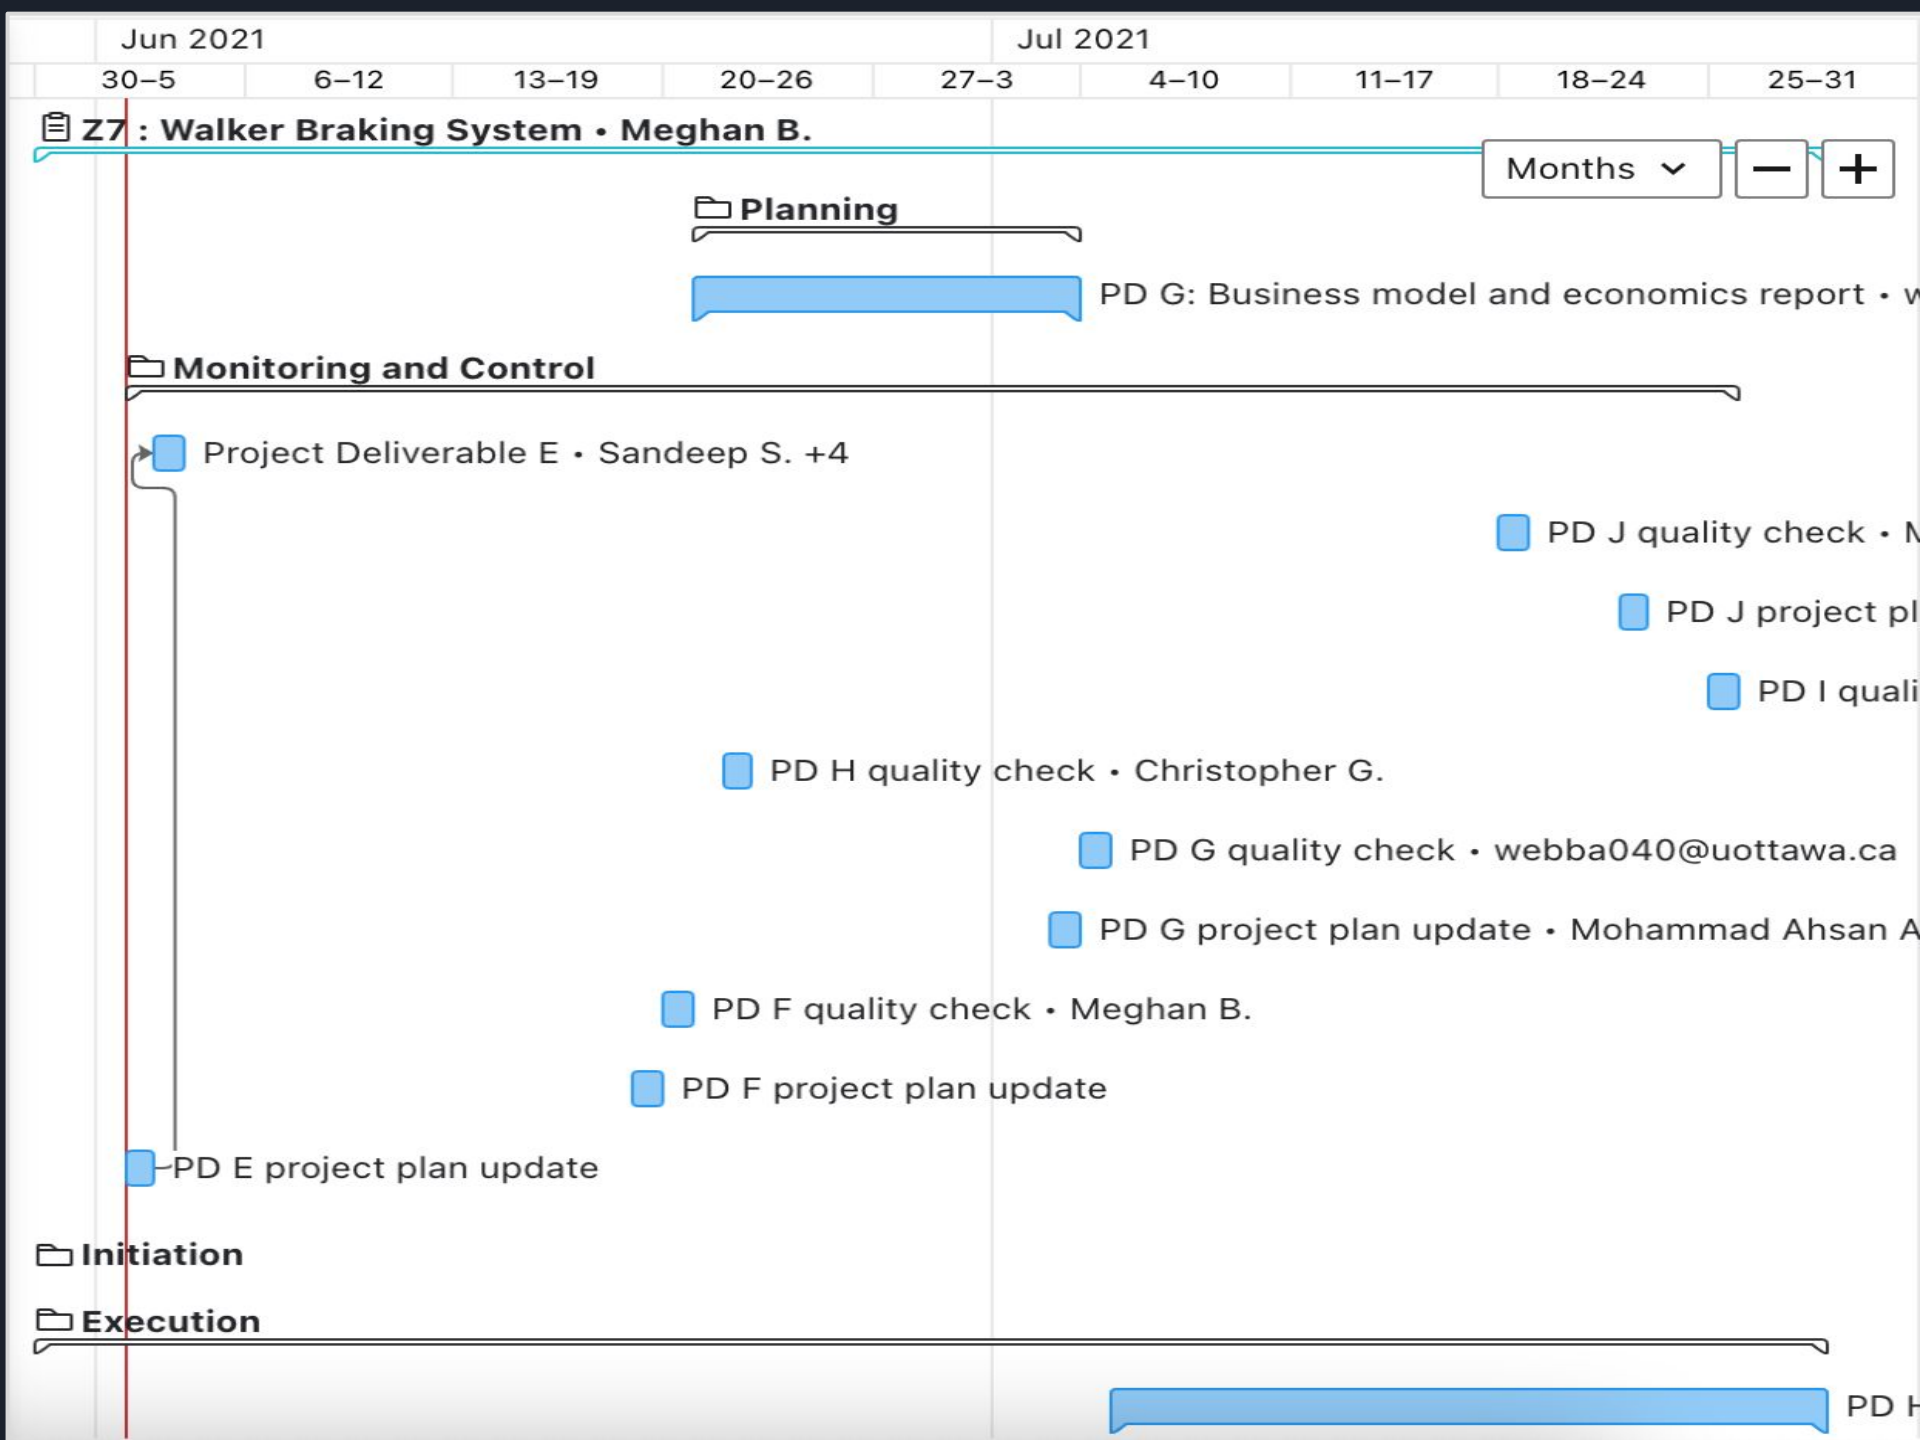 Jun 2021 Jul 2021
30–5 6–12 13–19 20–26 27–3 4–10 11–17 18–24 25–31
Z7 : Walker Braking System • Meghan B.
Months
Planning
PD G: Business model and economics report •
Monitoring and Control
Project Deliverable E • Sandeep S. +4
PD J quality check •
PD J project
PD I
PD H quality check • Christopher G.
PD G quality check • webba040@uottawa.ca
PD G project plan update • Mohammad Ahsan
PD F quality check • Meghan B.
PD F project plan update
PD E project plan update
Initiation
Execution
PD